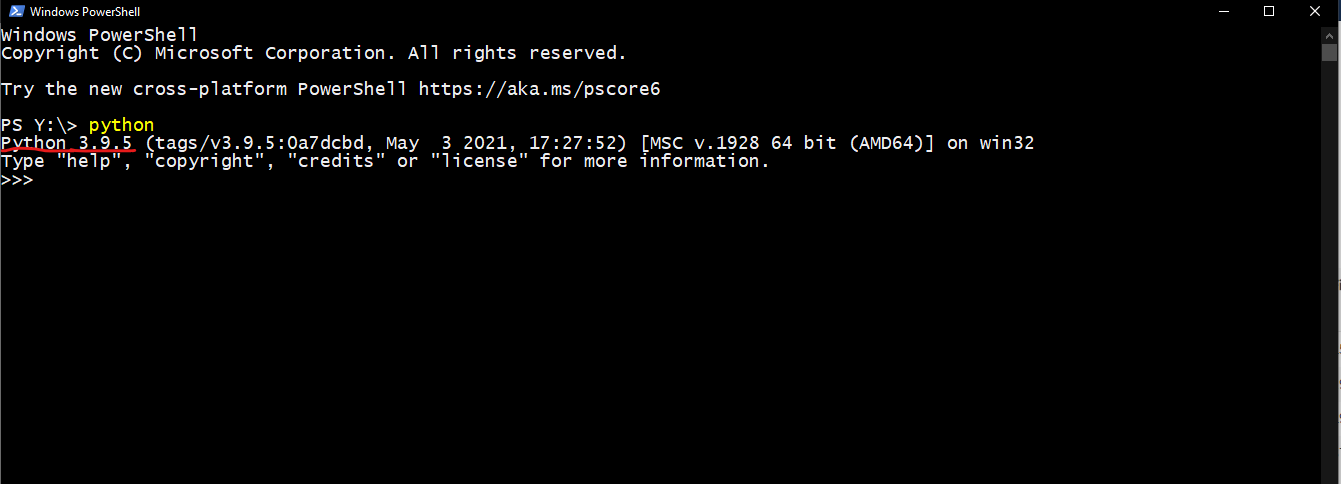 Windows PowerShell
Windows PowerShell
Copyright (C) Microsoft Corporation. All rights reserved.
Try the new cross-platform PowerShell https://aka.ms/pscore6
PS Y:\> python
Python 3.9.5 (tags/v3.9.5:0a7dcbd, May  3 2021, 17:27:52) [MSC v.1928 64 bit (AMD64)] on win32
Type "help", "copyright", "credits" or "license" for more information.
>>>